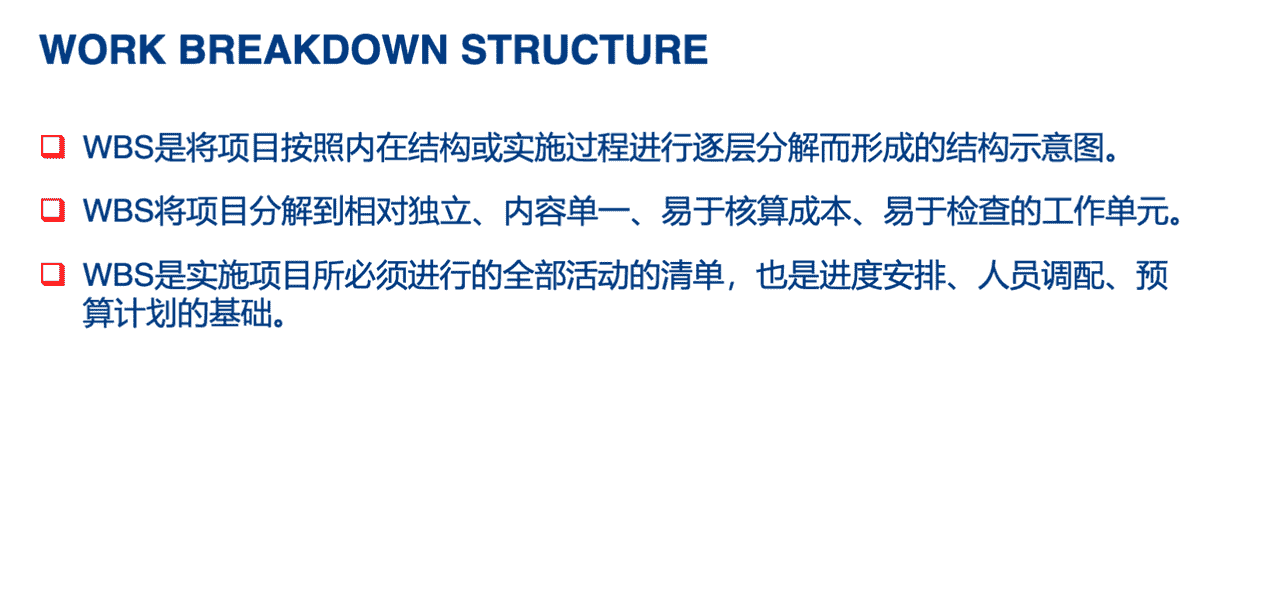 WORK BREAKDOWN STRUCTURE
WBS是将项目按照内在结构或实施过程进行逐层分解而形成的结构示意图。
WBS将项目分解到相对独立、内容单一、易于核算成本、易于检查的工作单元。
WBS是实施项目所必须进行的全部活动的清单，也是进度安排、人员调配、预
算计划的基础。